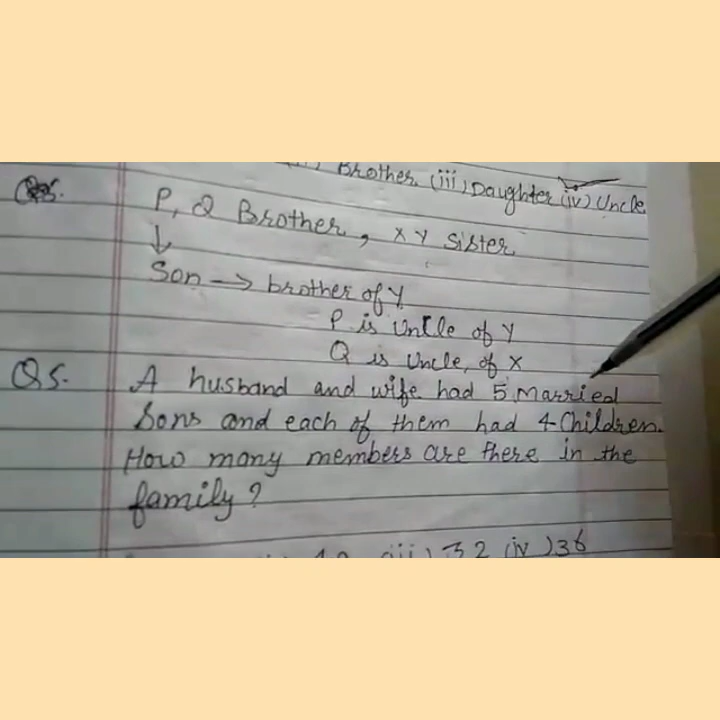 Brother (iii) Daughter (iv) Uncle
P, Q Brother, X Y Sister
Son → brother of Y
P is Uncle of Y
Q is Uncle, of X
Q5. A husband and wife had 5 Married
Sons and each of them had 4 Children.
How many members are there in the
family?
iii) 32 (iv) 36